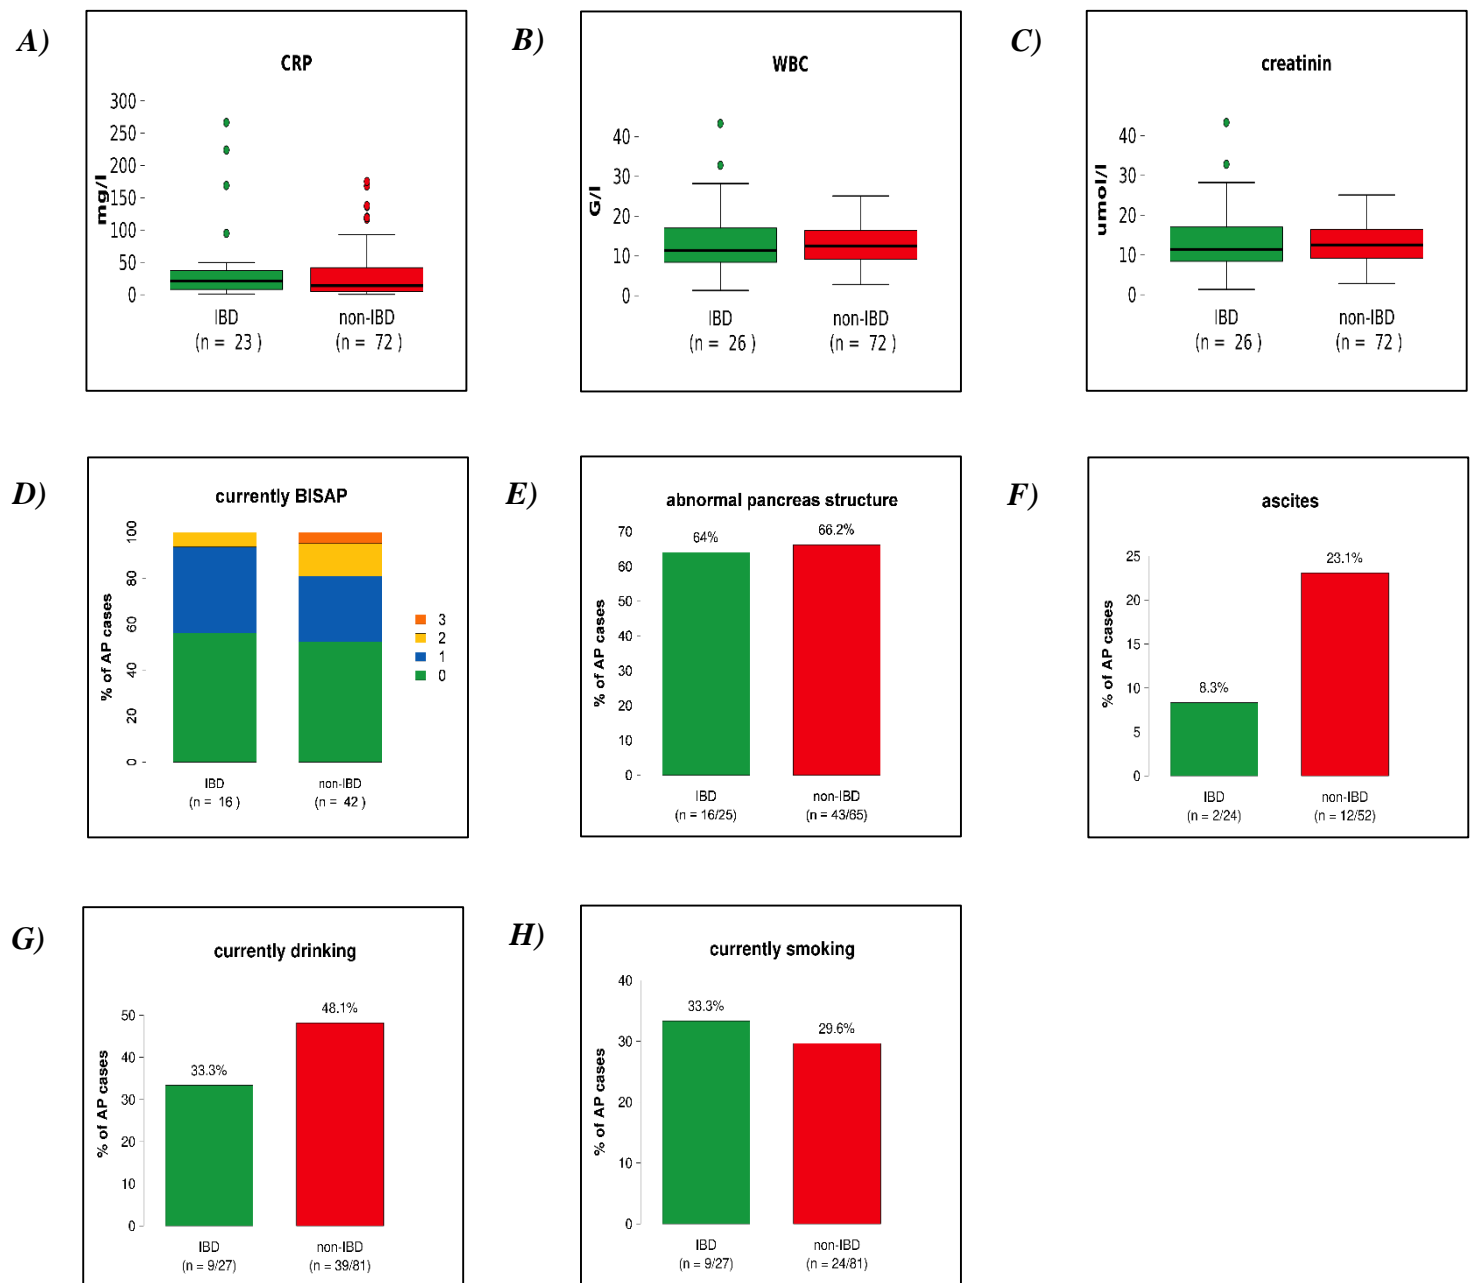 A)
CRP
mg/l
300
250
200
150
100
50
0
IBD
(n = 23 )
non-IBD
(n = 72 )
B)
WBC
G/l
40
30
20
10
0
IBD
(n = 26 )
non-IBD
(n = 72 )
C)
creatinin
umol/l
40
30
20
10
0
IBD
(n = 26 )
non-IBD
(n = 72 )
D)
currently BISAP
% of AP cases
100
80
60
40
20
0
3
2
1
0
IBD
(n = 16 )
non-IBD
(n = 42 )
E)
abnormal pancreas structure
% of AP cases
70
60
50
40
30
20
10
0
64%
66.2%
IBD
(n = 16/25)
non-IBD
(n = 43/65)
F)
ascites
% of AP cases
25
20
15
10
5
0
8.3%
23.1%
IBD
(n = 2/24)
non-IBD
(n = 12/52)
G)
currently drinking
% of AP cases
50
40
30
20
10
0
33.3%
48.1%
IBD
(n = 9/27)
non-IBD
(n = 39/81)
H)
currently smoking
% of AP cases
40
30
20
10
0
33.3%
29.6%
IBD
(n = 9/27)
non-IBD
(n = 24/81)